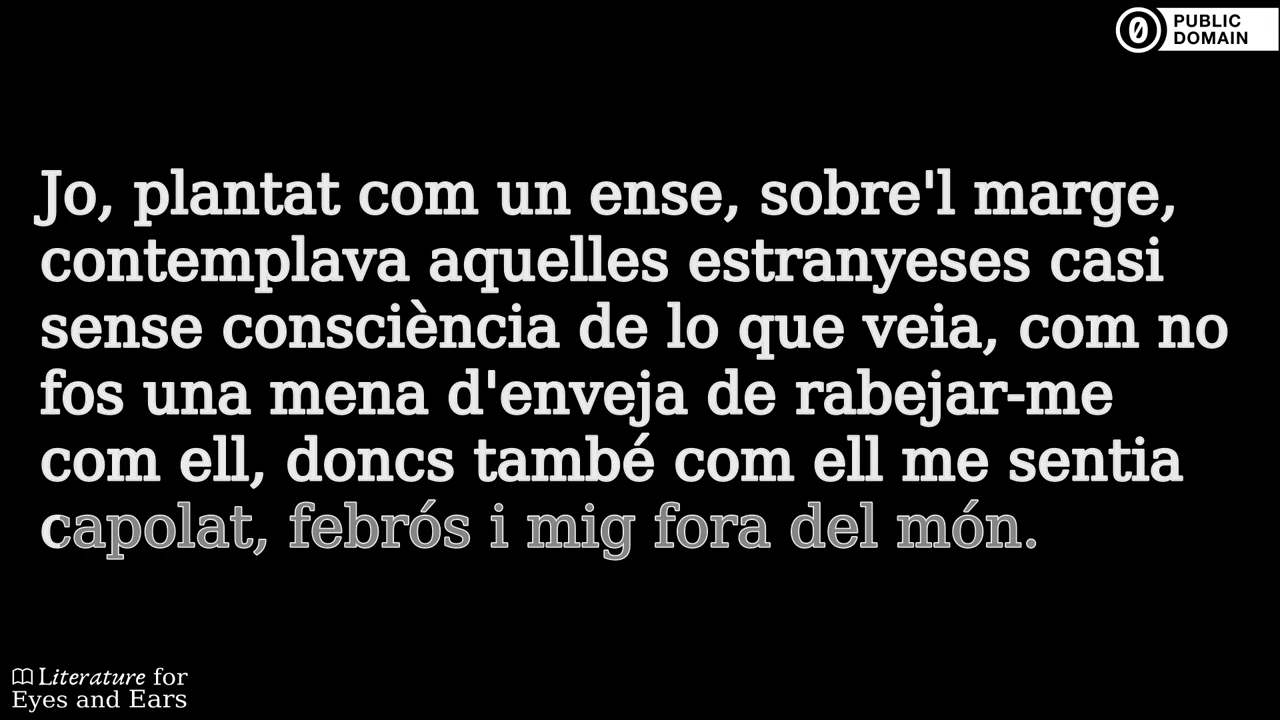 PUBLIC
DOMAIN
Jo, plantat com un ense, sobre'l marge,
contemplava aquelles estranyeses casi
sense consciència de lo que veia, com no
fos una mena d'enveja de rabejar-me
com ell, doncs també com ell me sentia
capolat, febrós i mig fora del món.
Literature for
Eyes and Ears